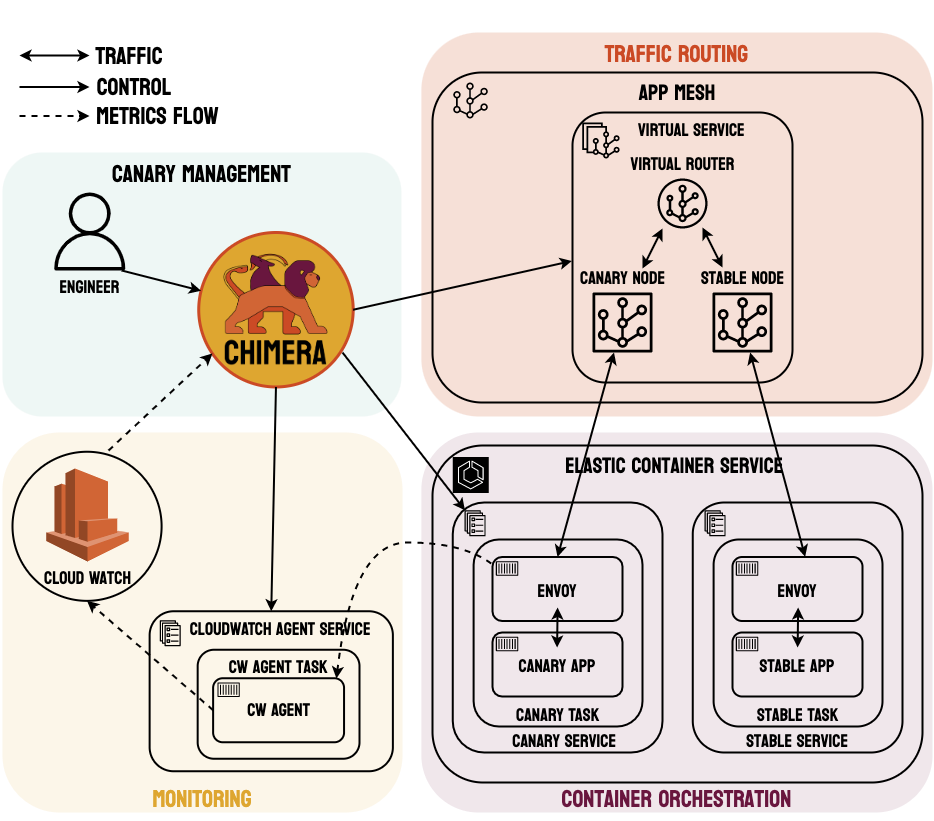 TRAFFIC
CONTROL
METRICS FLOW
CANARY MANAGEMENT
ENGINEER
CHIMERA
TRAFFIC ROUTING
APP MESH
VIRTUAL SERVICE
VIRTUAL ROUTER
CANARY NODE
STABLE NODE
CLOUD WATCH
CLOUDWATCH AGENT SERVICE
CW AGENT TASK
CW AGENT
MONITORING
ELASTIC CONTAINER SERVICE
ENVOY
CANARY APP
CANARY TASK
CANARY SERVICE
ENVOY
STABLE APP
STABLE TASK
STABLE SERVICE
CONTAINER ORCHESTRATION